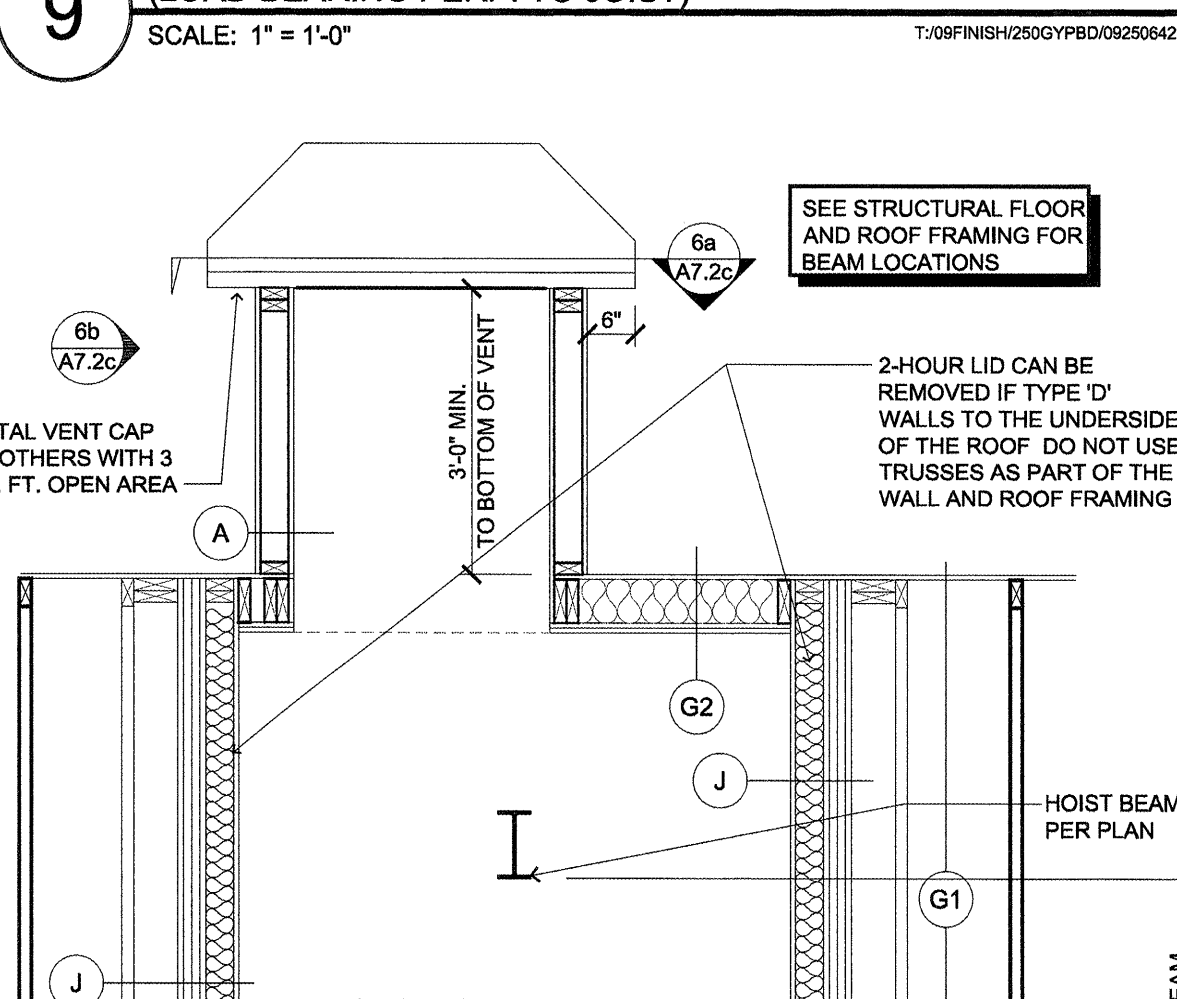 9
SCALE: 1" = 1'-0"
T:/09FINISH/250GYPBD/09250642
SEE STRUCTURAL FLOOR
AND ROOF FRAMING FOR
BEAM LOCATIONS
6a
A7.2c
6b
A7.2c
6"
3'-0" MIN.
TO BOTTOM OF VENT
2-HOUR LID CAN BE
REMOVED IF TYPE 'D'
WALLS TO THE UNDERSIDE
OF THE ROOF DO NOT USE
TRUSSES AS PART OF THE
WALL AND ROOF FRAMING
VENT CAP
OTHERS WITH 3
FT. OPEN AREA
A
G2
J
HOIST BEAM
PER PLAN
G1
J